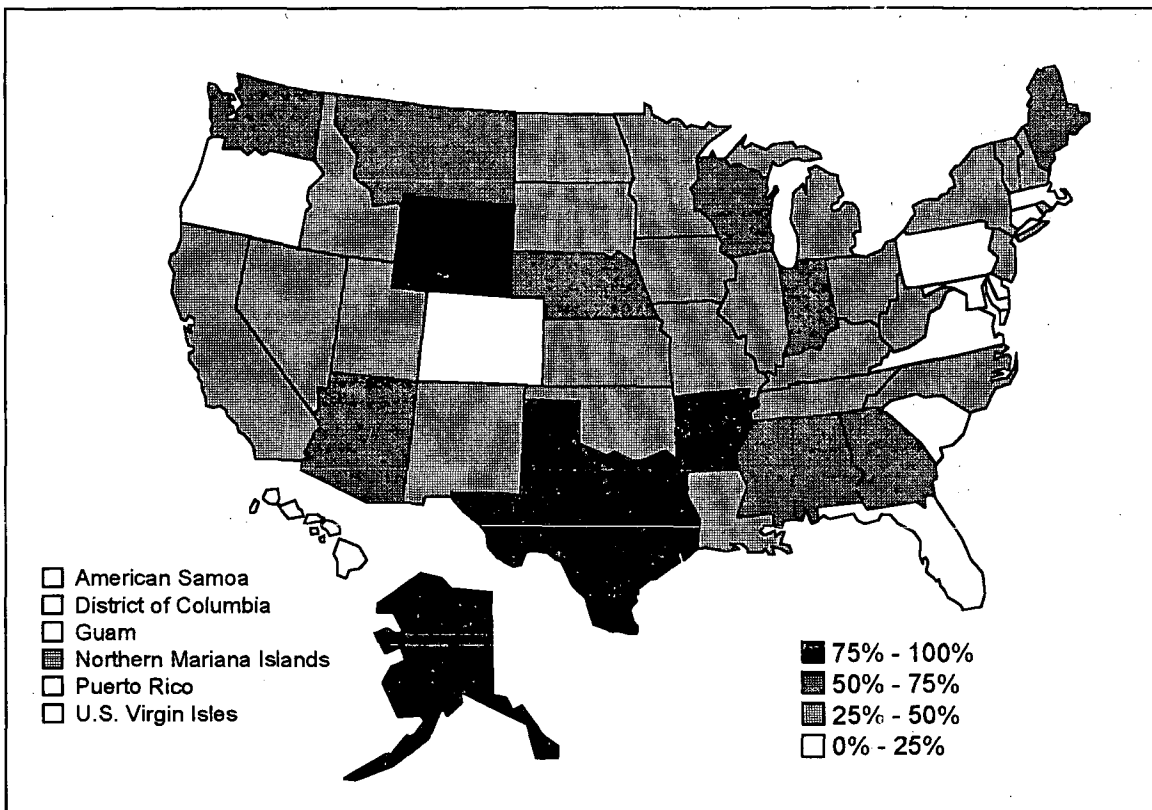 American Samoa
District of Columbia
Guam
Northern Mariana Islands
Puerto Rico
U.S. Virgin Isles
75% - 100%
50% - 75%
25% - 50%
0% - 25%